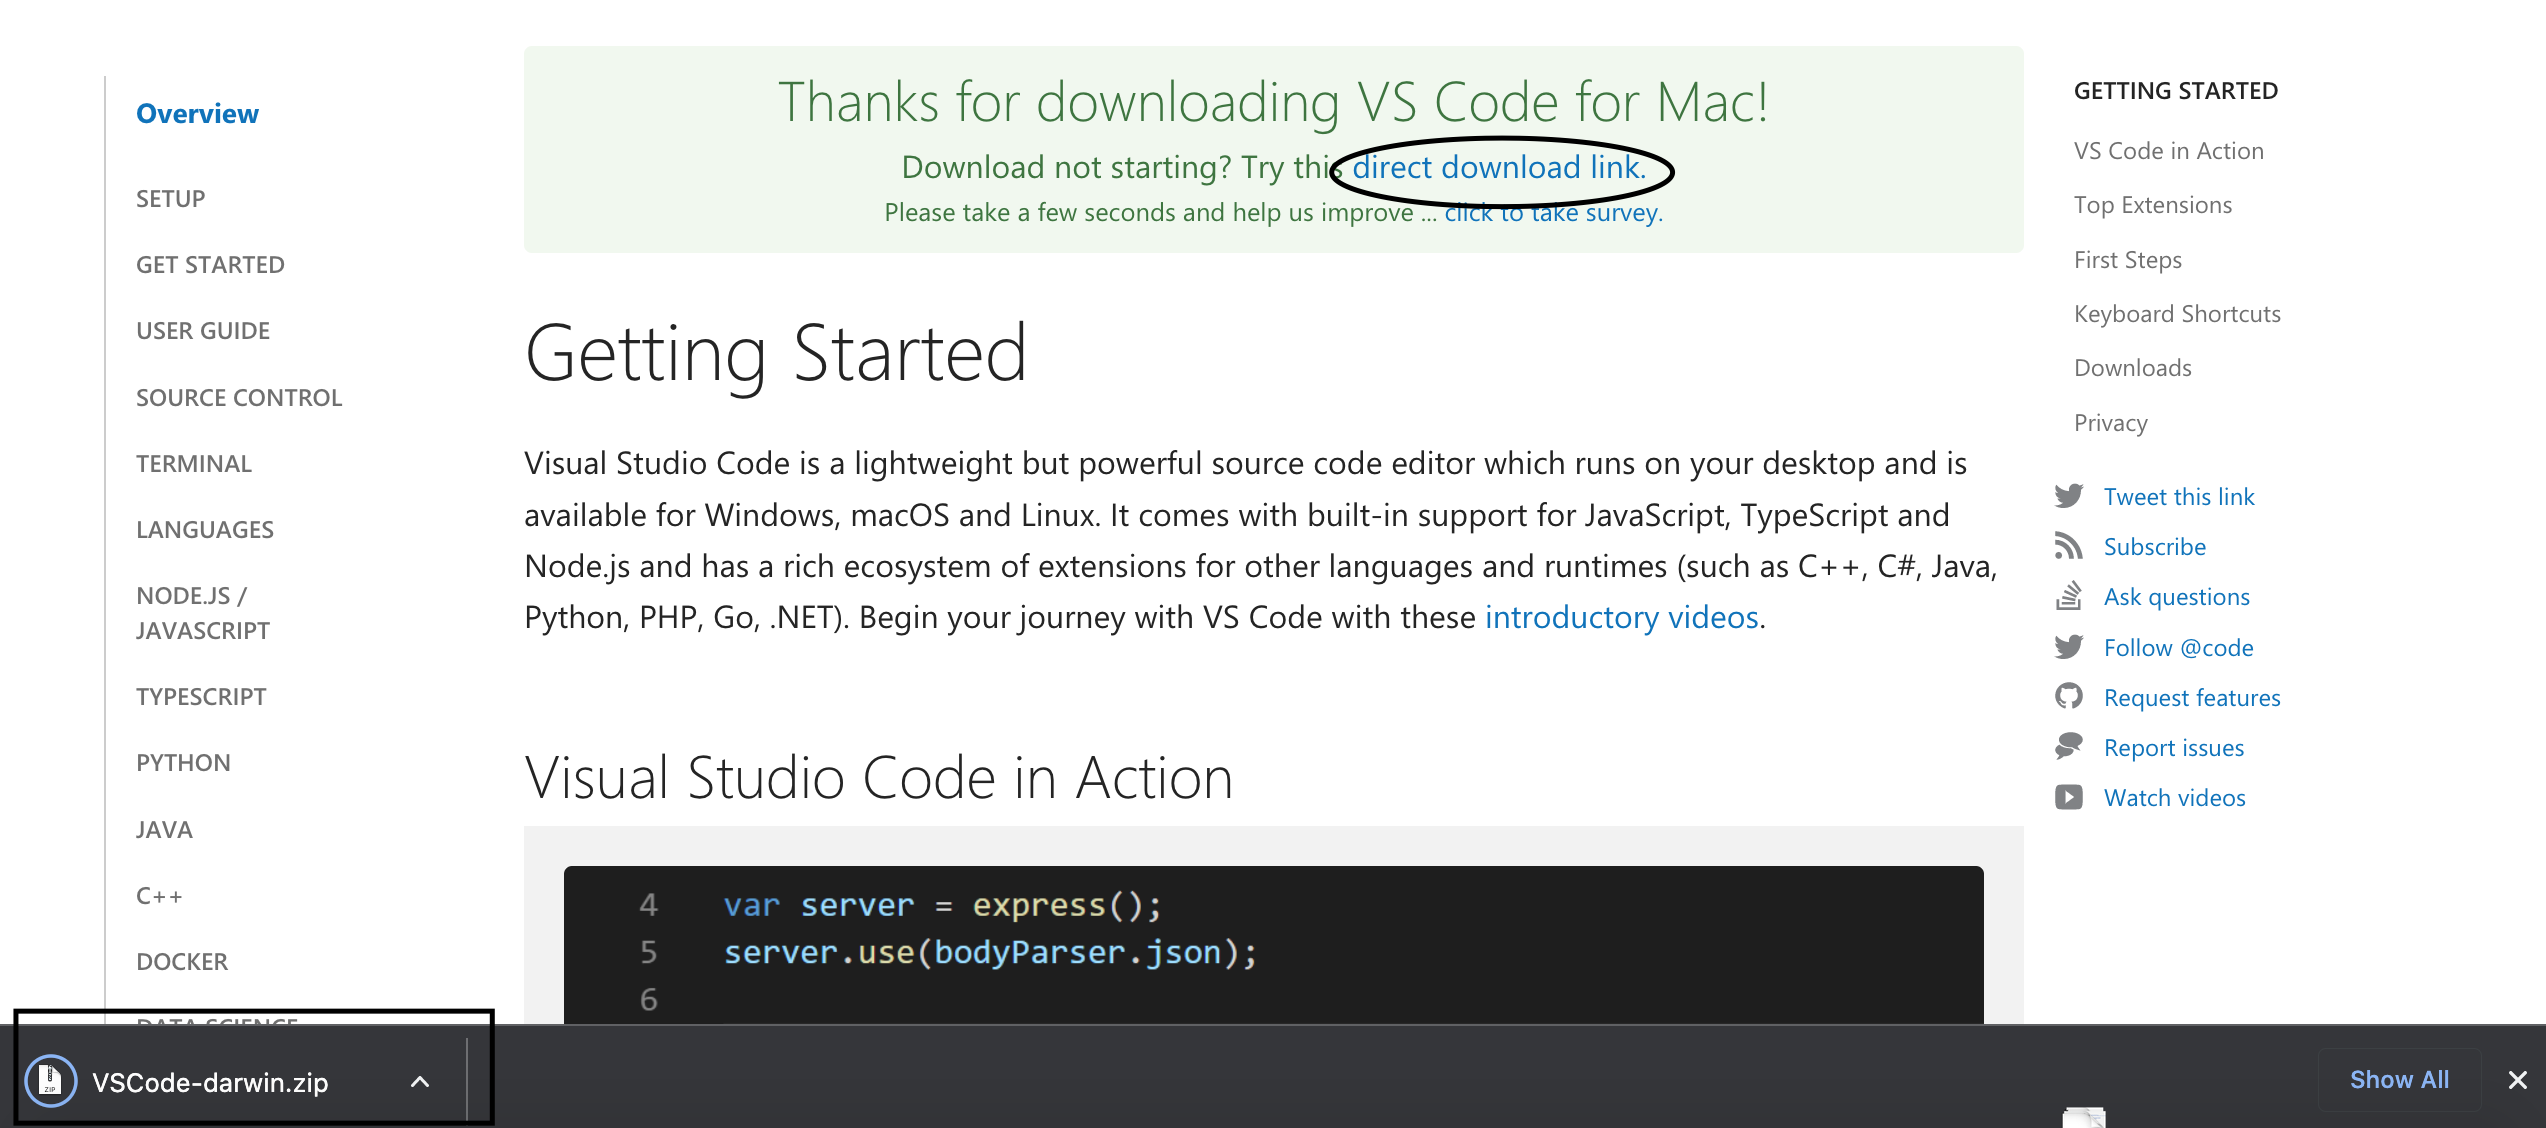 Overview
SETUP
GET STARTED
USER GUIDE
SOURCE CONTROL
TERMINAL
LANGUAGES
NODE.JS /
JAVASCRIPT
TYPESCRIPT
PYTHON
JAVA
C++
DOCKER
DATA SCIENCE
Thanks for downloading VS Code for Mac!
Download not starting? Try this direct download link.
Please take a few seconds and help us improve ... click to take survey.
Getting Started
Visual Studio Code is a lightweight but powerful source code editor which runs on your desktop and is
available for Windows, macOS and Linux. It comes with built-in support for JavaScript, TypeScript and
Node.js and has a rich ecosystem of extensions for other languages and runtimes (such as C++, C#, Java,
Python, PHP, Go, .NET). Begin your journey with VS Code with these introductory videos.
Visual Studio Code in Action
4 var server = express();
5 server.use(bodyParser.json);
6
GETTING STARTED
VS Code in Action
Top Extensions
First Steps
Keyboard Shortcuts
Downloads
Privacy
Tweet this link
Subscribe
Ask questions
Follow @code
Request features
Report issues
Watch videos
ZIP
VSCode-darwin.zip
Show All